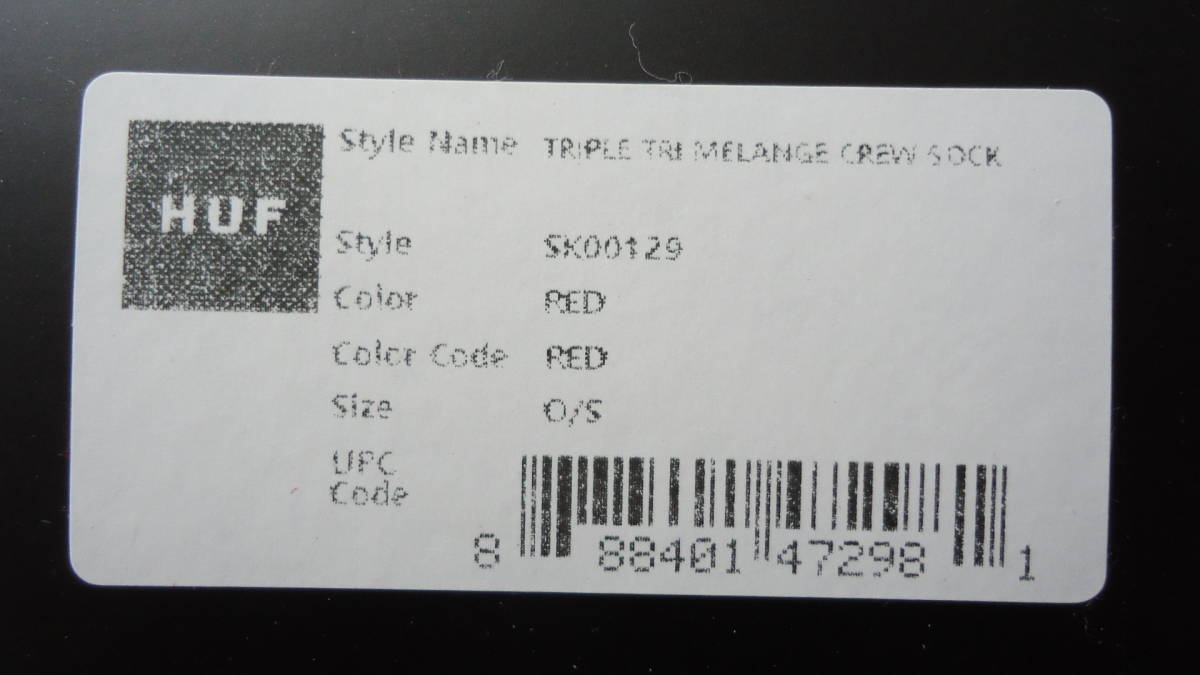 HUF
Style Name TRIPLE TRI MELANGE CREW SOCK
Style SK00129
Color RED
Color Code RED
Size O/S
UPC
Code
8 88401 47298 1